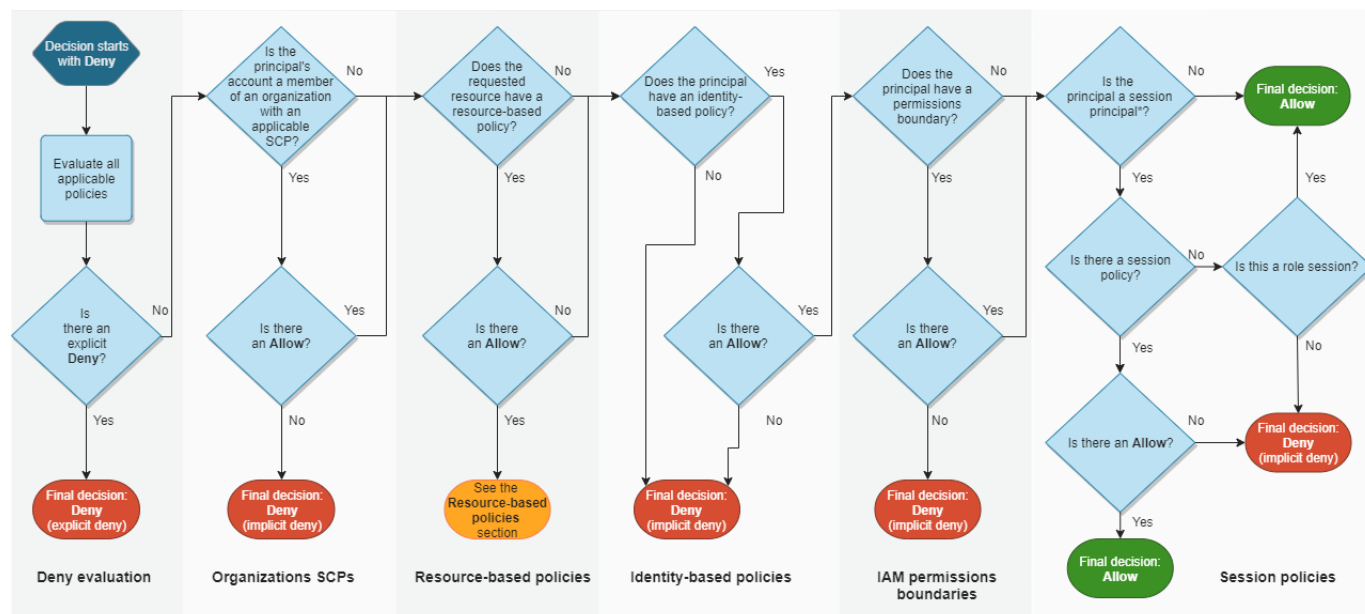 Decision starts
with Deny
Evaluate all
applicable
policies
Is
there an
explicit
Deny?
No
Yes
Final decision:
Deny
(explicit deny)
Deny evaluation
Is the
principal's
account a member
of an organization
with an
applicable
SCP?
No
Yes
Is there
an Allow?
Yes
No
Final decision:
Deny
(implicit deny)
Organizations SCPs
Does the
requested
resource have a
resource-based
policy?
No
Yes
Is there
an Allow?
No
Yes
See the
Resource-based
policies
section
Resource-based policies
Does the principal
have an identity-
based policy?
Yes
No
Is there
an Allow?
Yes
No
Final decision:
Deny
(implicit deny)
Identity-based policies
Does the
principal have a
permissions
boundary?
No
Yes
Is there
an Allow?
Yes
No
Final decision:
Deny
(implicit deny)
IAM permissions
boundaries
Is the
principal a session
principal*?
No
Final decision:
Allow
Yes
Yes
Is there a session
policy?
No
Is this a role session?
Yes
No
Is there an Allow?
No
Final decision:
Deny
(implicit deny)
Yes
Final decision:
Allow
Session policies